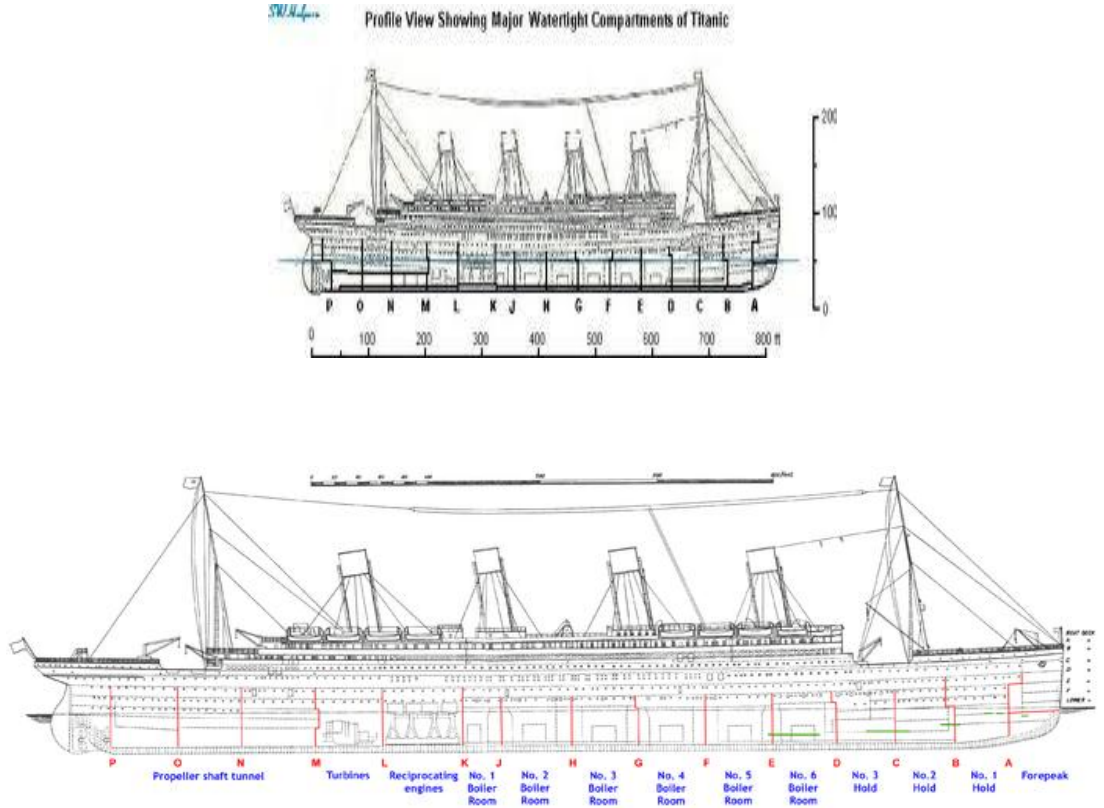 Profile View Showing Major Watertight Compartments of Titanic
200
100
0
P O N M L K J H G F E D C B A
0 100 200 300 400 500 600 700 800 ft
BOAT DECK
A
B
C
D
E
F
P O N M L K J H G F E D C B A
Propeller shaft tunnel Turbines Reciprocating engines No. 1 Boiler Room No. 2 Boiler Room No. 3 Boiler Room No. 4 Boiler Room No. 5 Boiler Room No. 6 Boiler Room No. 3 Hold No.2 Hold No. 1 Hold Forepeak